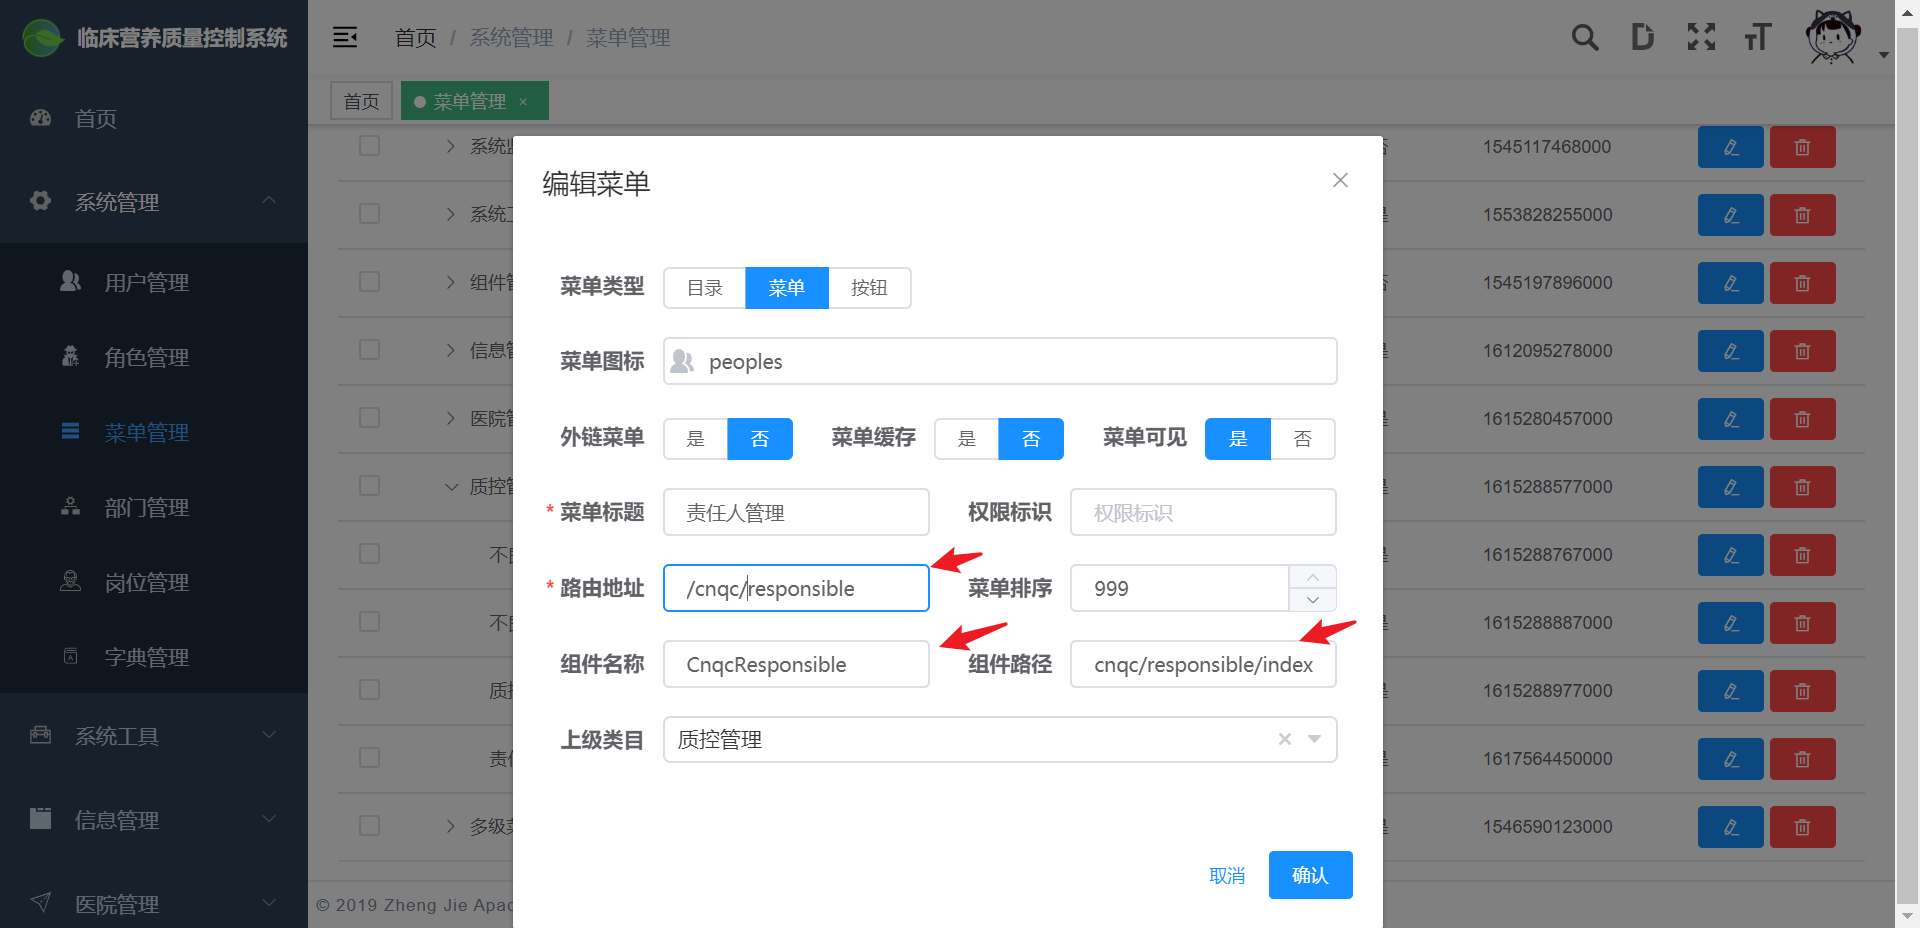 临床营养质量控制系统
首页 / 系统管理 / 菜单管理
首页
菜单管理 ×
首页
系统管理
用户管理
角色管理
菜单管理
部门管理
岗位管理
字典管理
系统工具
信息管理
医院管理
系统
1545117468000
系统
1553828255000
组件
1545197896000
信息
1612095278000
医院
1615280457000
质控
1615288577000
不
1615288767000
不
1615288887000
质
1615288977000
责
1617564450000
多级
1546590123000
© 2019 Zheng Jie Apac
编辑菜单
菜单类型 目录 菜单 按钮
菜单图标 peoples
外链菜单 是 否 菜单缓存 是 否 菜单可见 是 否
* 菜单标题 责任人管理 权限标识 权限标识
* 路由地址 /cnqc/responsible 菜单排序 999
组件名称 CnqcResponsible 组件路径 cnqc/responsible/index
上级类目 质控管理
取消 确认